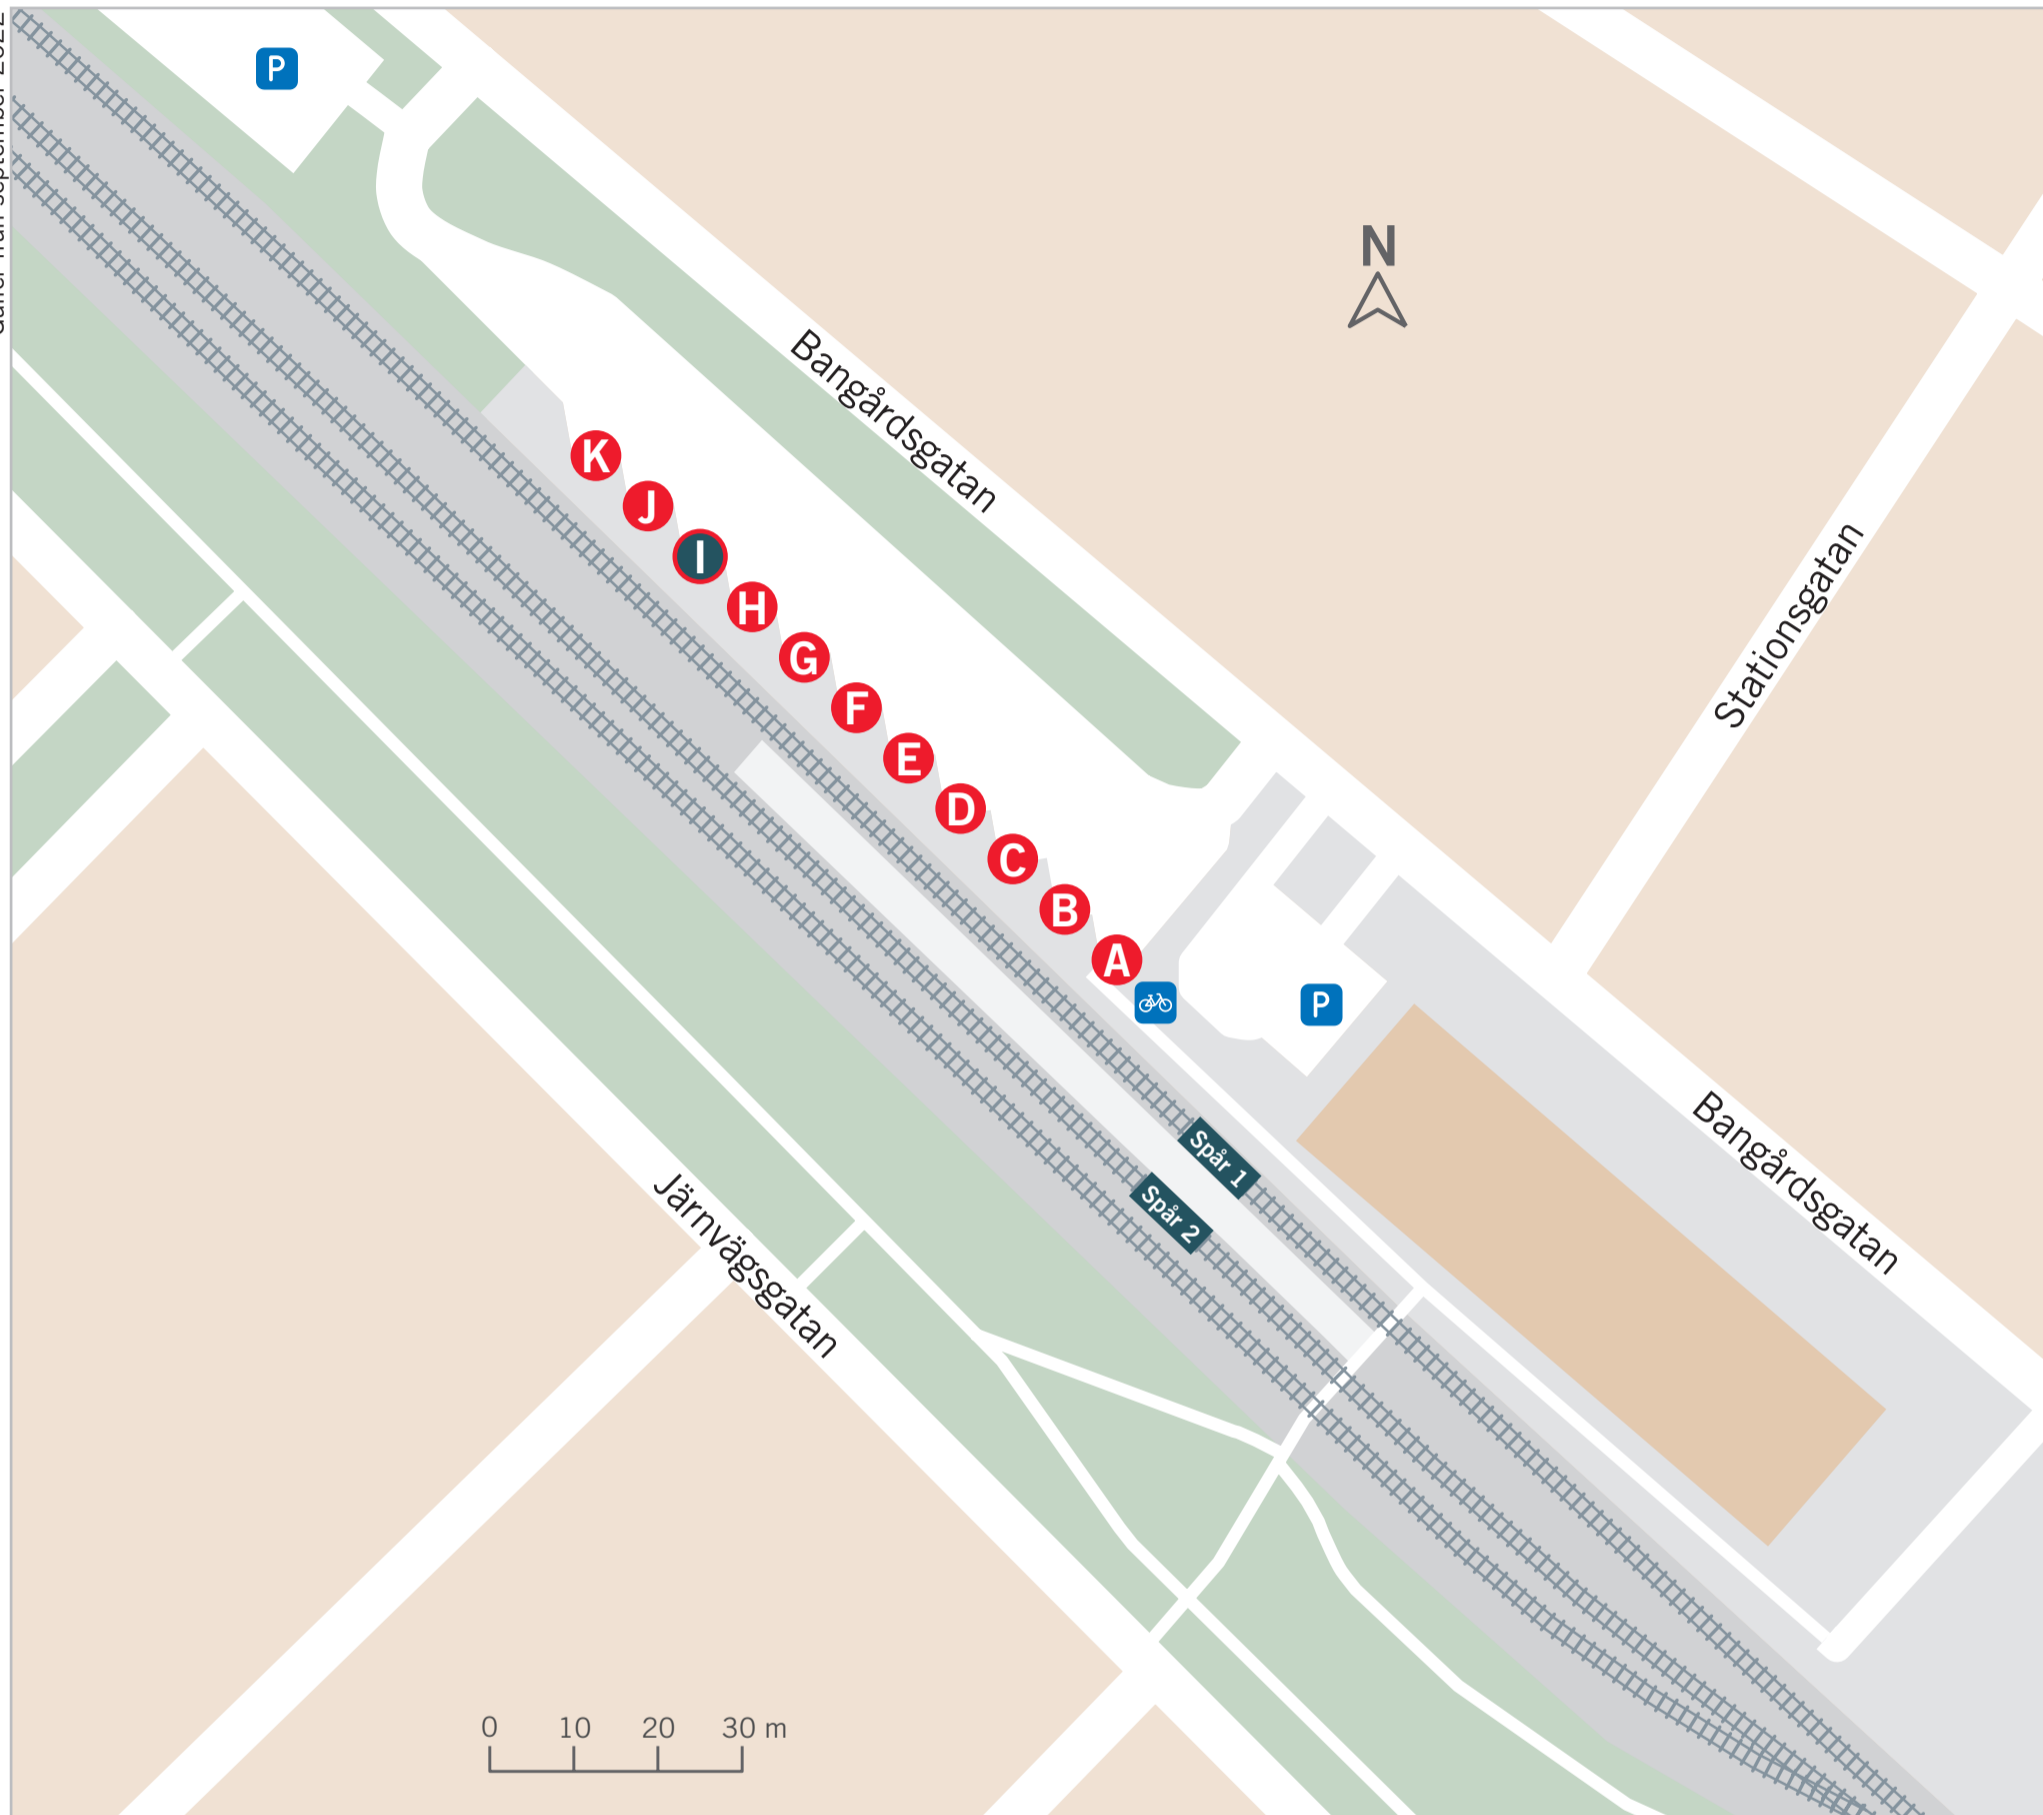 P
N
Bangårdsgatan
K
J
I
H
G
F
E
D
C
B
A
Stationsgatan
P
Bangårdsgatan
Spår 1
Spår 2
Järnvägsgatan
0 10 20 30 m